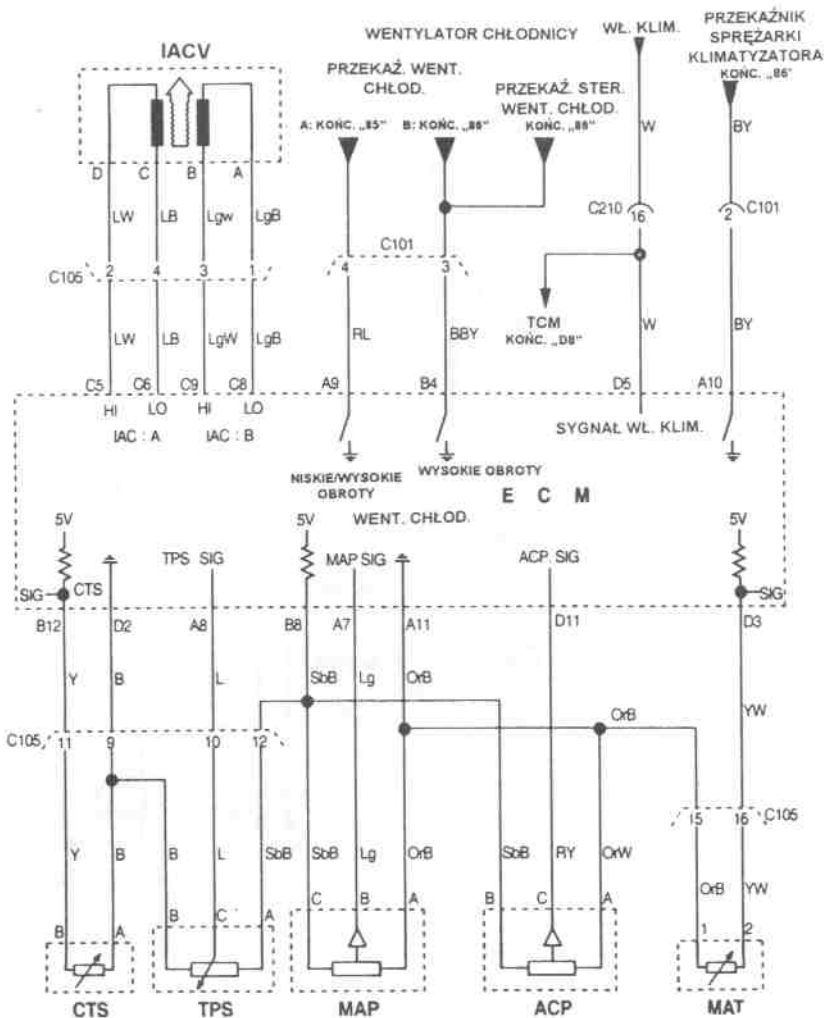 IACV
WENTYLATOR CHŁODNICY
WŁ. KLIM.
PRZEKAŹNIK
SPRĘŻARKI
KLIMATYZATORA
KOŃC. „86"
PRZEKAŹ. WENT.
CHŁOD.
PRZEKAŹ. STER.
WENT. CHŁOD.
A: KOŃC. „85"
B: KOŃC. „86"
KOŃC. „86"
D C B A
W BY
LW LB Lgw LgB
C210 16
2 C101
C101
C105 2 4 3 1
4 3
TCM
KOŃC. „D8"
LW LB LgW LgB
RL BBY
W BY
C5 C6 C9 C8 A9 B4 D5 A10
HI LO HI LO
IAC : A IAC : B
SYGNAŁ WŁ. KLIM.
NISKIE/WYSOKIE
OBROTY
WYSOKIE OBROTY
E C M
WENT. CHŁOD.
5V 5V 5V
TPS SIG MAP SIG ACP SIG
SIG CTS SIG
B12 D2 A8 B8 A7 A11 D11 D3
Y B L SbB Lg OrB
OrB YW
C105 11 9 10 12
15 16 C105
Y B B L SbB SbB Lg OrB SbB RY OrW
OrB YW
B A B C A C B A B C A 1 2
CTS TPS MAP ACP MAT